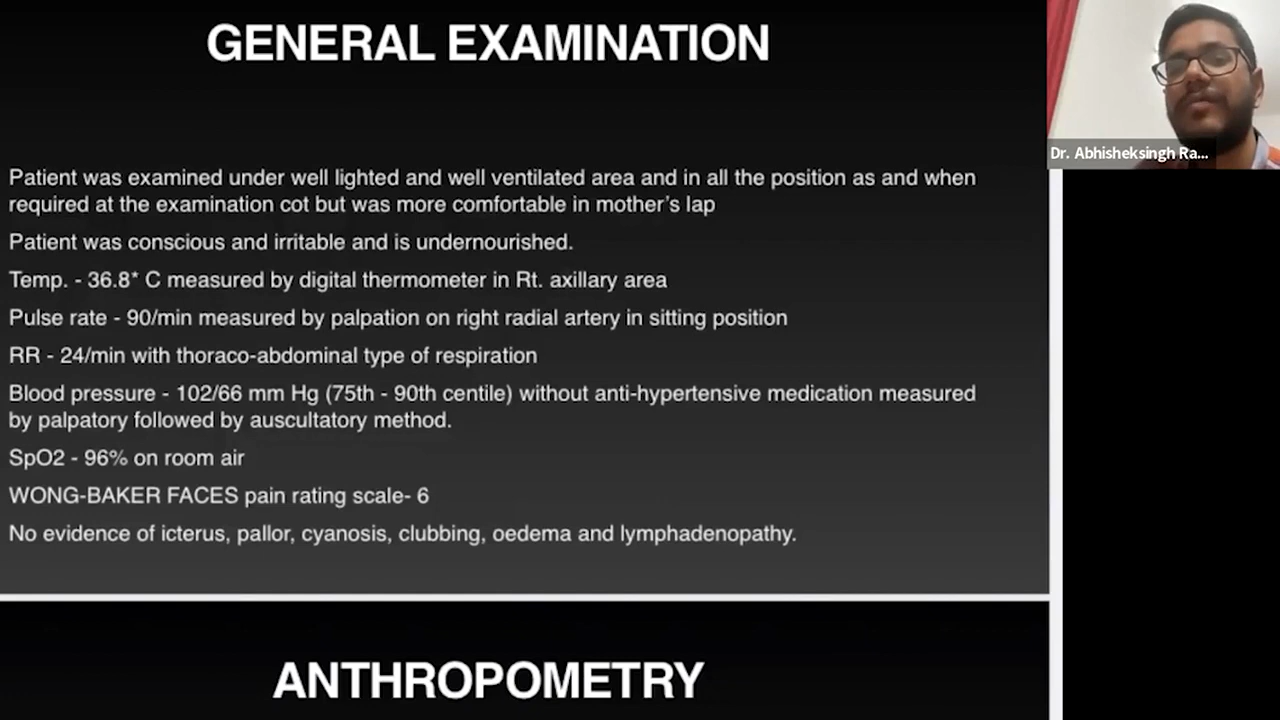 GENERAL EXAMINATION
Dr. Abhisheksingh Ra...
Patient was examined under well lighted and well ventilated area and in all the position as and when
required at the examination cot but was more comfortable in mother’s lap
Patient was conscious and irritable and is undernourished.
Temp. - 36.8* C measured by digital thermometer in Rt. axillary area
Pulse rate - 90/min measured by palpation on right radial artery in sitting position
RR - 24/min with thoraco-abdominal type of respiration
Blood pressure - 102/66 mm Hg (75th - 90th centile) without anti-hypertensive medication measured
by palpatory followed by auscultatory method.
SpO2 - 96% on room air
WONG-BAKER FACES pain rating scale- 6
No evidence of icterus, pallor, cyanosis, clubbing, oedema and lymphadenopathy.
ANTHROPOMETRY